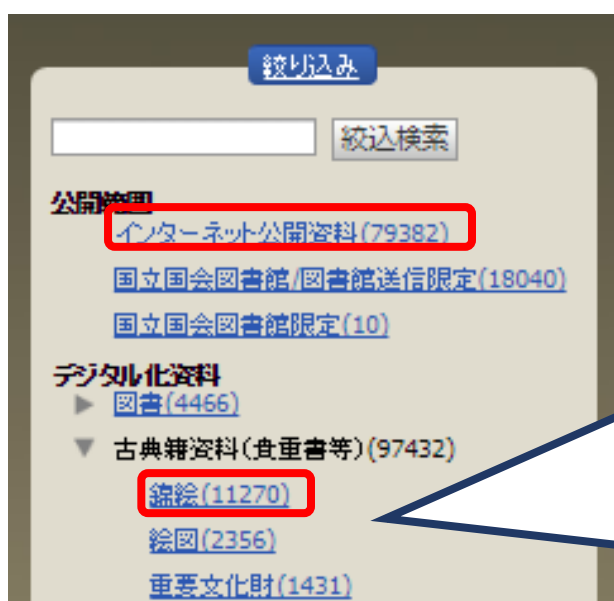 絞り込み
絞込検索
公開範囲
インターネット公開資料(79382)
国立国会図書館/図書館送信限定(18040)
国立国会図書館限定(10)
デジタル化資料
▶ 図書(4466)
▼ 古典籍資料(貴重書等)(97432)
錦絵(11270)
絵図(2356)
重要文化財(1431)